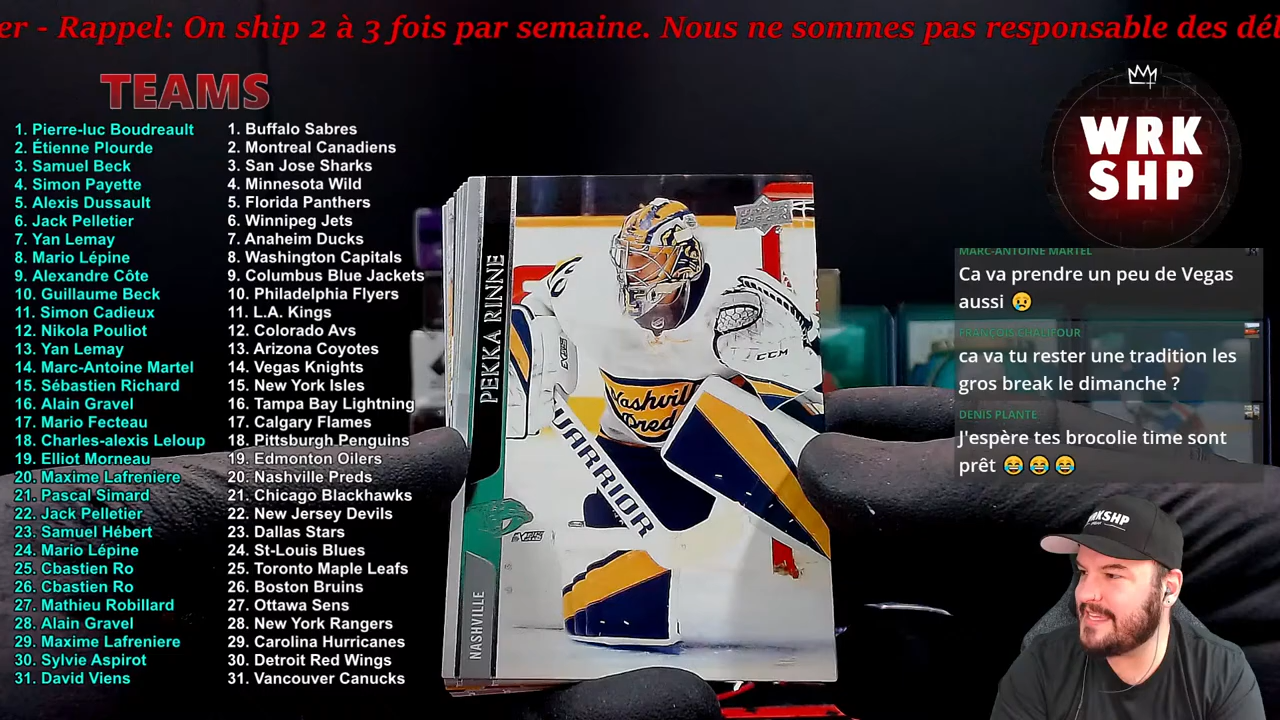 er - Rappel: On ship 2 à 3 fois par semaine. Nous ne sommes pas responsable des dél
TEAMS
1. Pierre-luc Boudreault
2. Étienne Plourde
3. Samuel Beck
4. Simon Payette
5. Alexis Dussault
6. Jack Pelletier
7. Yan Lemay
8. Mario Lépine
9. Alexandre Côte
10. Guillaume Beck
11. Simon Cadieux
12. Nikola Pouliot
13. Yan Lemay
14. Marc-Antoine Martel
15. Sébastien Richard
16. Alain Gravel
17. Mario Fecteau
18. Charles-alexis Leloup
19. Elliot Morneau
20. Maxime Lafreniere
21. Pascal Simard
22. Jack Pelletier
23. Samuel Hébert
24. Mario Lépine
25. Cbastien Ro
26. Cbastien Ro
27. Mathieu Robillard
28. Alain Gravel
29. Maxime Lafreniere
30. Sylvie Aspirot
31. David Viens
1. Buffalo Sabres
2. Montreal Canadiens
3. San Jose Sharks
4. Minnesota Wild
5. Florida Panthers
6. Winnipeg Jets
7. Anaheim Ducks
8. Washington Capitals
9. Columbus Blue Jackets
10. Philadelphia Flyers
11. L.A. Kings
12. Colorado Avs
13. Arizona Coyotes
14. Vegas Knights
15. New York Isles
16. Tampa Bay Lightning
17. Calgary Flames
18. Pittsburgh Penguins
19. Edmonton Oilers
20. Nashville Preds
21. Chicago Blackhawks
22. New Jersey Devils
23. Dallas Stars
24. St-Louis Blues
25. Toronto Maple Leafs
26. Boston Bruins
27. Ottawa Sens
28. New York Rangers
29. Carolina Hurricanes
30. Detroit Red Wings
31. Vancouver Canucks
PEKKA RINNE
NASHVILLE
UPPER DECK
CCM
Nashville
Preds
WARRIOR
WRK
SHP
MARC-ANTOINE MARTEL
Ca va prendre un peu de Vegas
aussi 😢
FRANÇOIS CHALIFOUR
ca va tu rester une tradition les
gros break le dimanche ?
DENIS PLANTE
J'espère tes brocolie time sont
prêt 😂😂😂
WRKSHP